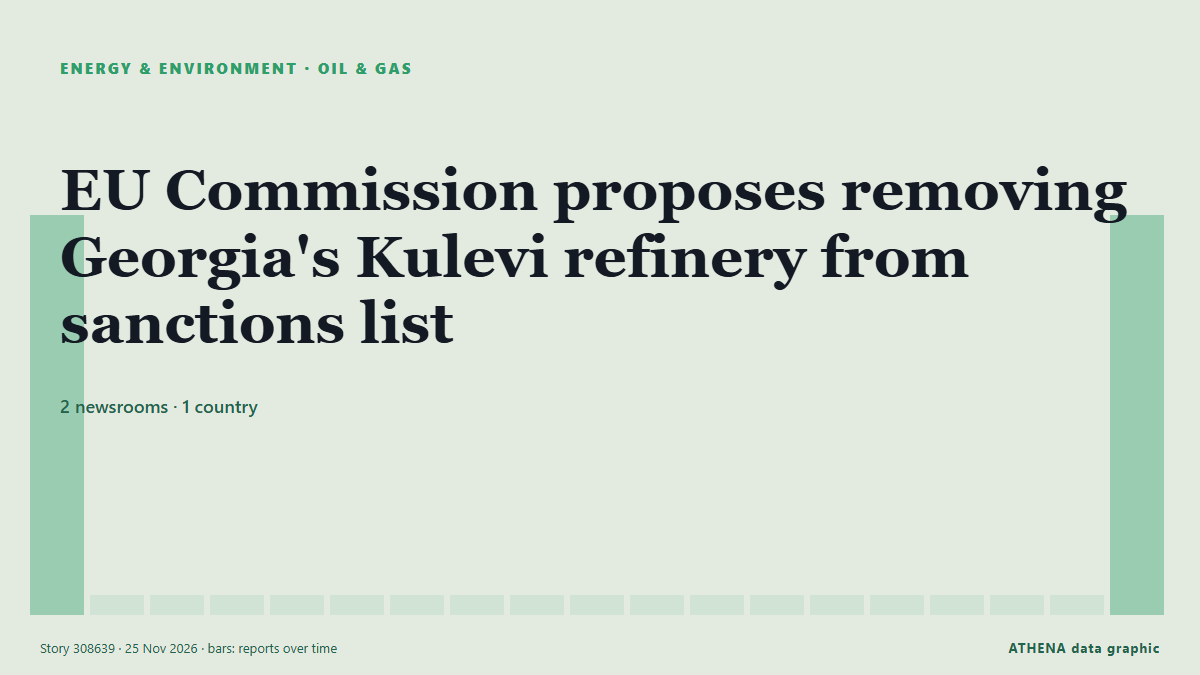 ENERGY & ENVIRONMENT · OIL & GAS
EU Commission proposes removing
Georgia's Kulevi refinery from
sanctions list
2 newsrooms · 1 country
Story 308639 · 25 Nov 2026 · bars: reports over time
ATHENA data graphic